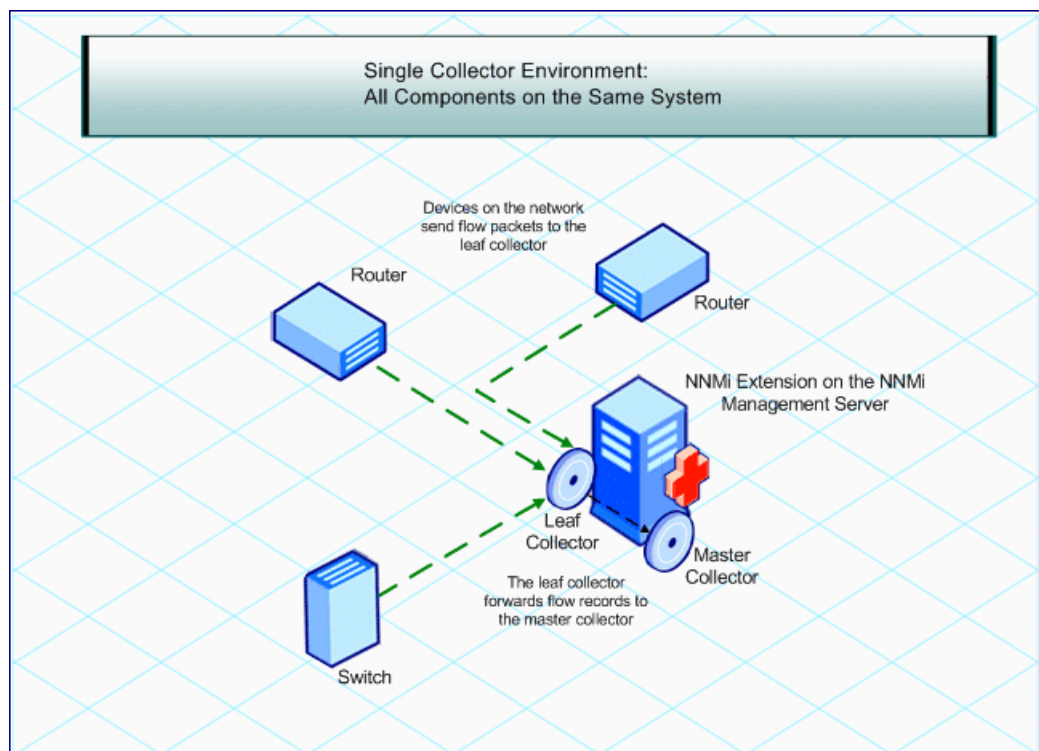 Single Collector Environment:
All Components on the Same System
Devices on the network
send flow packets to the
leaf collector
Router
Router
NNMi Extension on the NNMi
Management Server
Leaf
Collector
Master
Collector
The leaf collector
forwards flow records to
the master collector
Switch